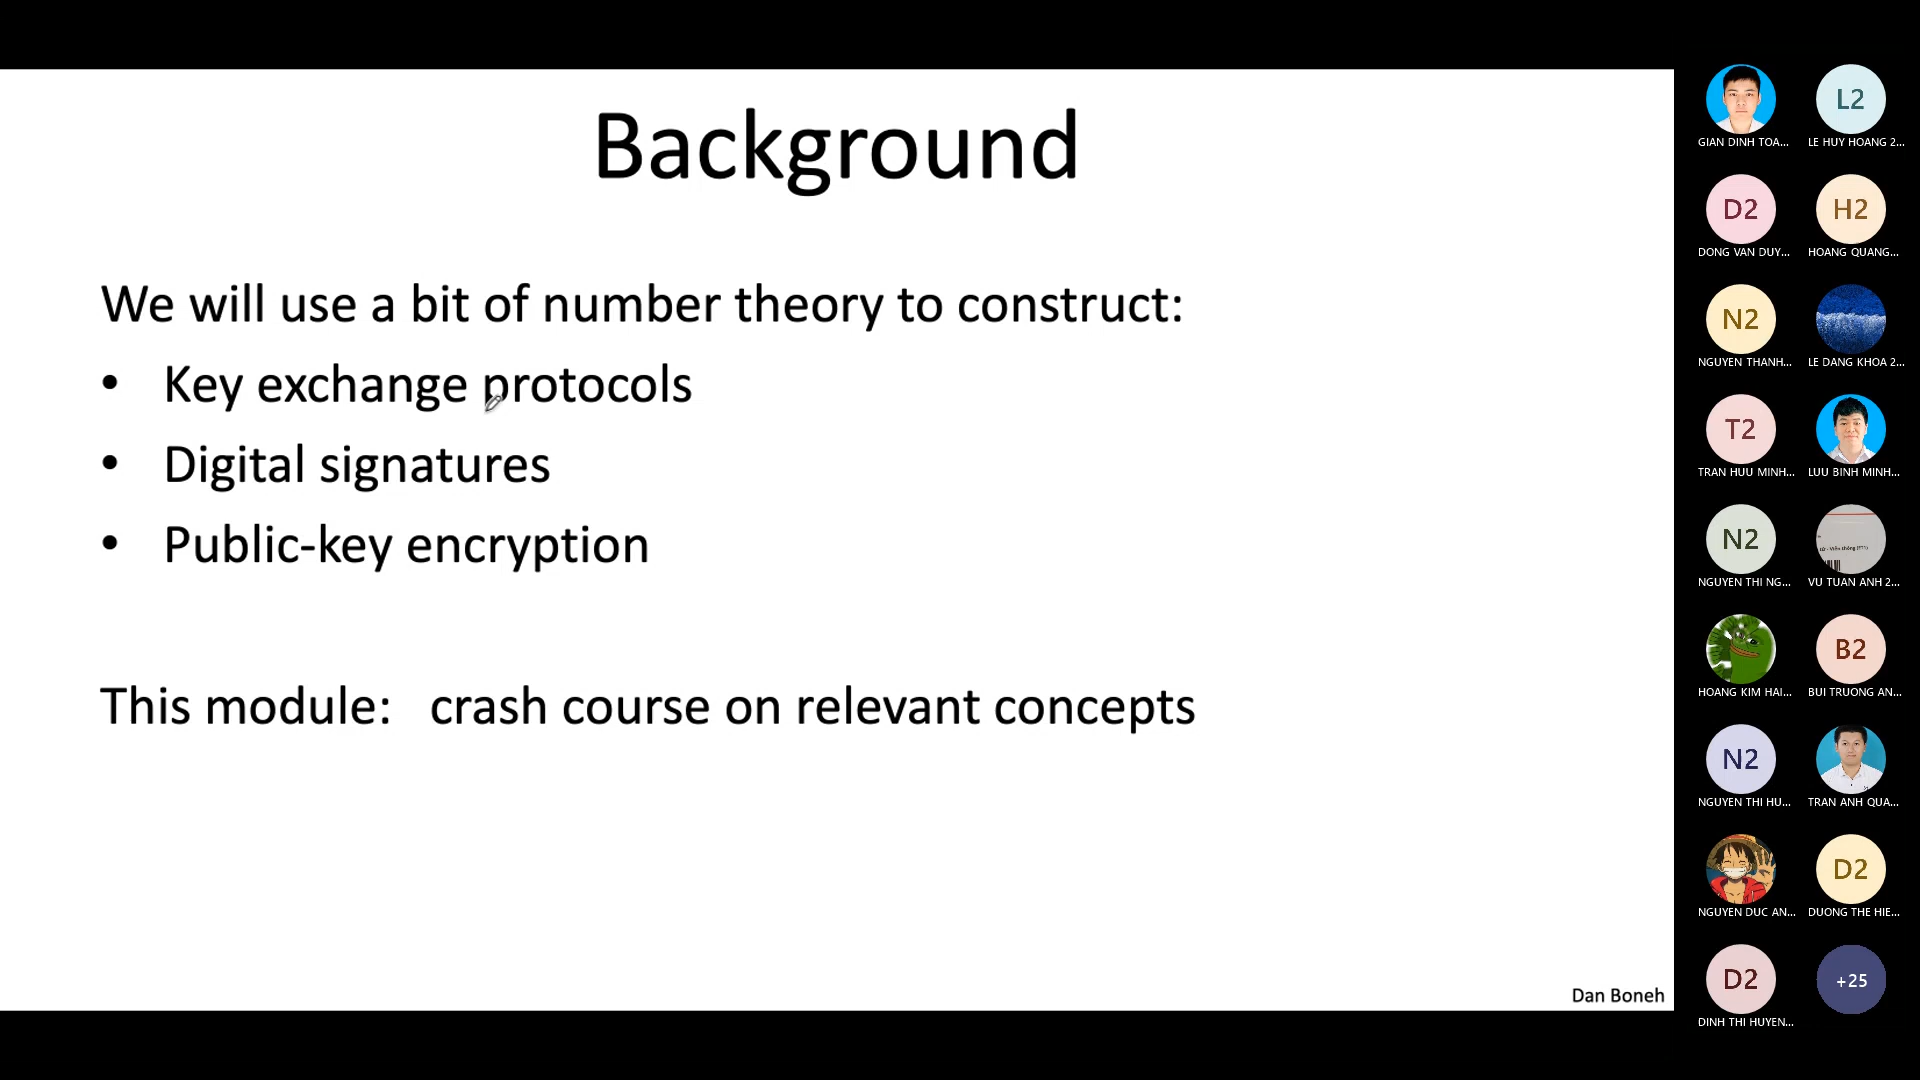 Background
We will use a bit of number theory to construct:
• Key exchange protocols
• Digital signatures
• Public-key encryption
This module: crash course on relevant concepts
Dan Boneh
L2
GIAN DINH TOA...
LE HUY HOANG 2...
D2
H2
DONG VAN DUY...
HOANG QUANG...
N2
NGUYEN THANH...
LE DANG KHOA 2...
T2
TRAN HUU MINH...
LUU BINH MINH...
N2
NGUYEN THI NG...
VU TUAN ANH 2...
B2
HOANG KIM HAI...
BUI TRUONG AN...
N2
NGUYEN THI HU...
TRAN ANH QUA...
D2
NGUYEN DUC AN...
DUONG THE HIE...
D2
+25
DINH THI HUYEN...